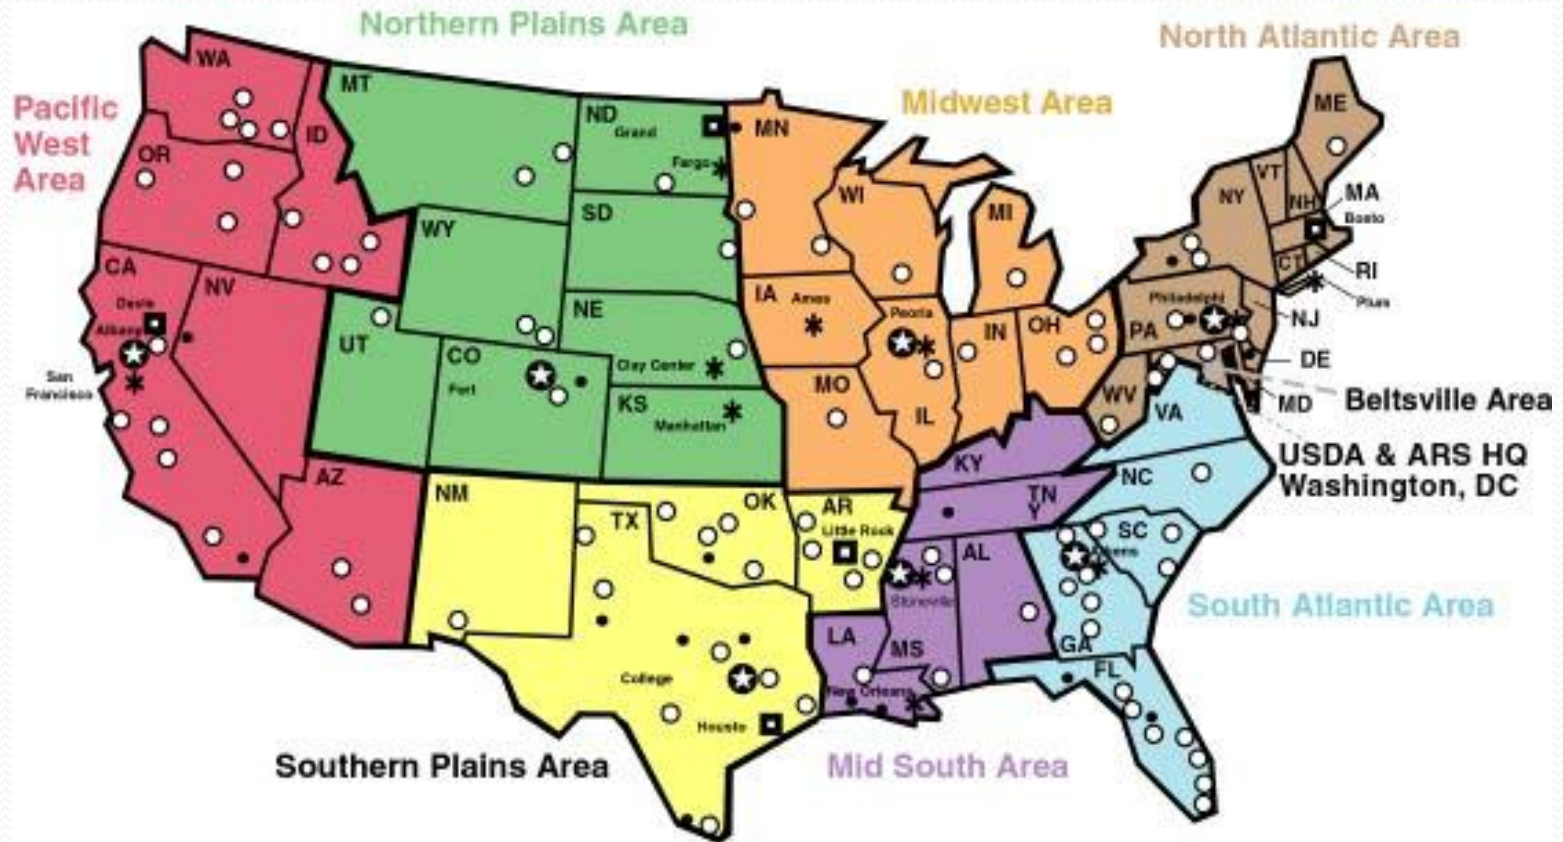 Northern Plains Area
North Atlantic Area
Midwest Area
Pacific
West
Area
WA
MT
ND
Grand
MN
ME
OR
ID
Fargo
WI
MI
VT
NY
NH
MA
Bosto
WY
SD
CT
RI
CA
NV
IA
Ames
Plum
Davis
Albany
NE
Peoria
IN
OH
Philadelphi
PA
NJ
UT
CO
Clay Center
DE
San
Francisco
Fort
KS
Manhattan
MO
IL
WV
VA
MD
Beltsville Area
USDA & ARS HQ
Washington, DC
AZ
NM
OK
TX
AR
Little Rock
KY
TN
Y
NC
SC
Athens
AL
Stoneville
South Atlantic Area
LA
MS
GA
FL
College
New Orleans
Housto
Southern Plains Area
Mid South Area